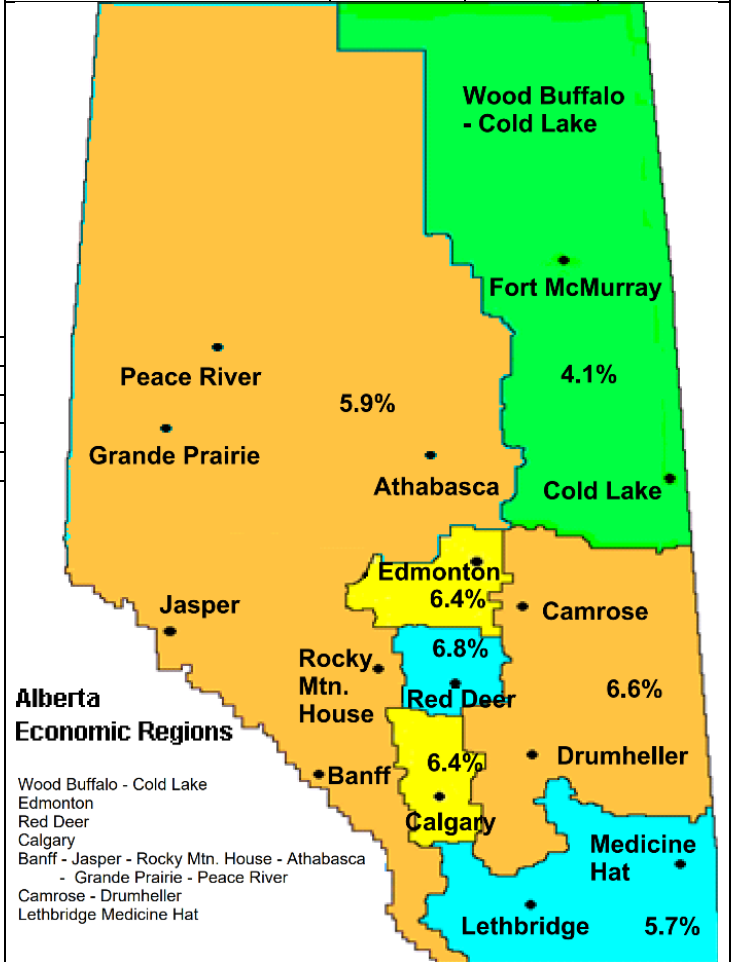 Wood Buffalo
- Cold Lake
Fort McMurray
Peace River
4.1%
5.9%
Grande Prairie
Athabasca
Cold Lake
Edmonton
6.4%
Jasper
Camrose
6.8%
Rocky
Mtn.
House
Red Deer
6.6%
Alberta
Economic Regions
6.4%
Drumheller
Banff
Calgary
Wood Buffalo - Cold Lake
Edmonton
Red Deer
Calgary
Banff - Jasper - Rocky Mtn. House - Athabasca
- Grande Prairie - Peace River
Camrose - Drumheller
Lethbridge Medicine Hat
Medicine
Hat
Lethbridge
5.7%